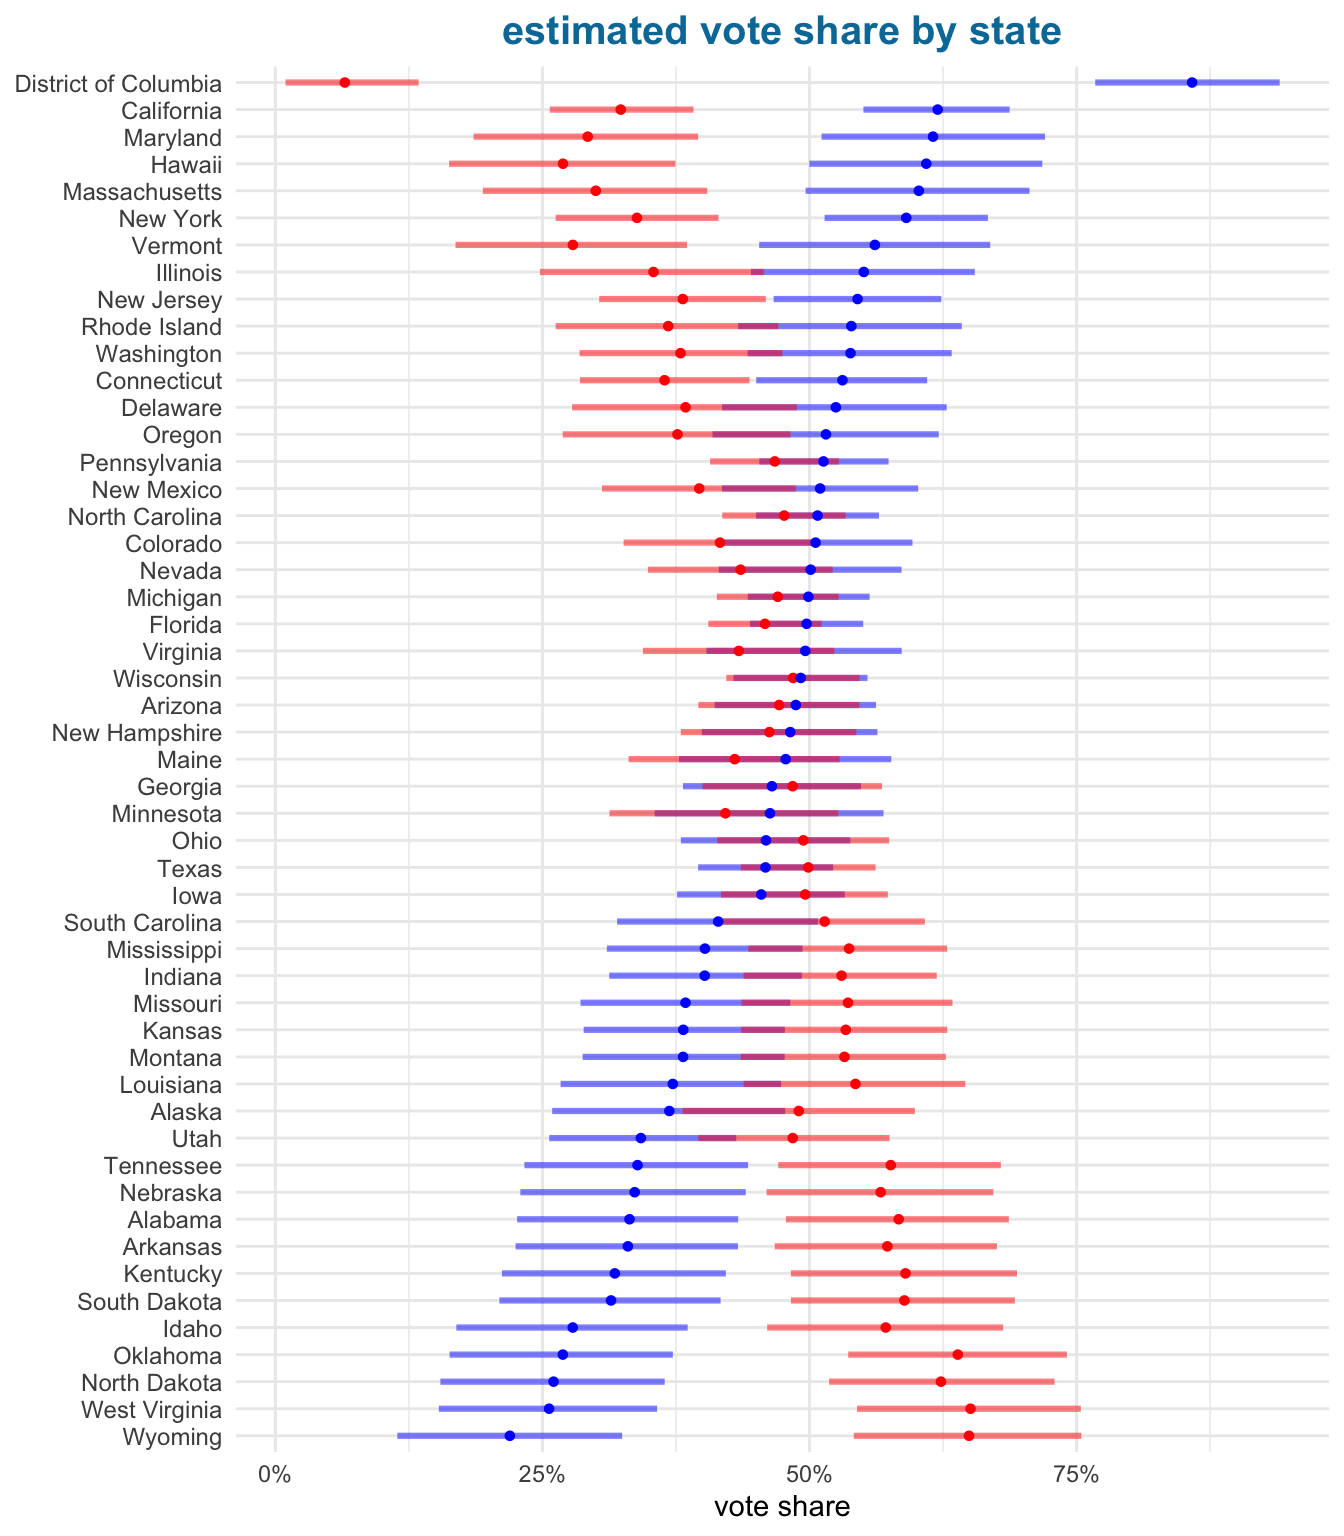 estimated vote share by state
District of Columbia
California
Maryland
Hawaii
Massachusetts
New York
Vermont
Illinois
New Jersey
Rhode Island
Washington
Connecticut
Delaware
Oregon
Pennsylvania
New Mexico
North Carolina
Colorado
Nevada
Michigan
Florida
Virginia
Wisconsin
Arizona
New Hampshire
Maine
Georgia
Minnesota
Ohio
Texas
Iowa
South Carolina
Mississippi
Indiana
Missouri
Kansas
Montana
Louisiana
Alaska
Utah
Tennessee
Nebraska
Alabama
Arkansas
Kentucky
South Dakota
Idaho
Oklahoma
North Dakota
West Virginia
Wyoming
0% 25% 50% 75%
vote share